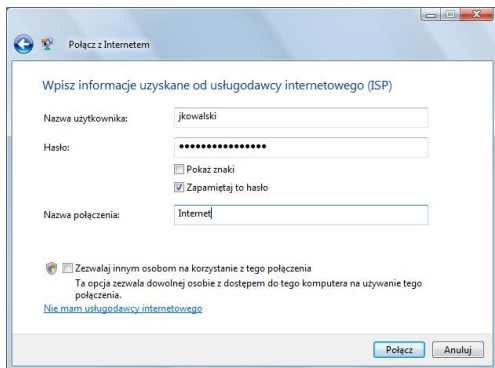 Połącz z Internetem
Wpisz informacje uzyskane od usługodawcy internetowego (ISP)
Nazwa użytkownika: jkowalski
Hasło: ●●●●●●●●●●●●●●●●
Pokaż znaki
Zapamiętaj to hasło
Nazwa połączenia: Internet
Zezwalaj innym osobom na korzystanie z tego połączenia
Ta opcja zezwala dowolnej osobie z dostępem do tego komputera na używanie tego
połączenia.
Nie mam usługodawcy internetowego
Połącz Anuluj